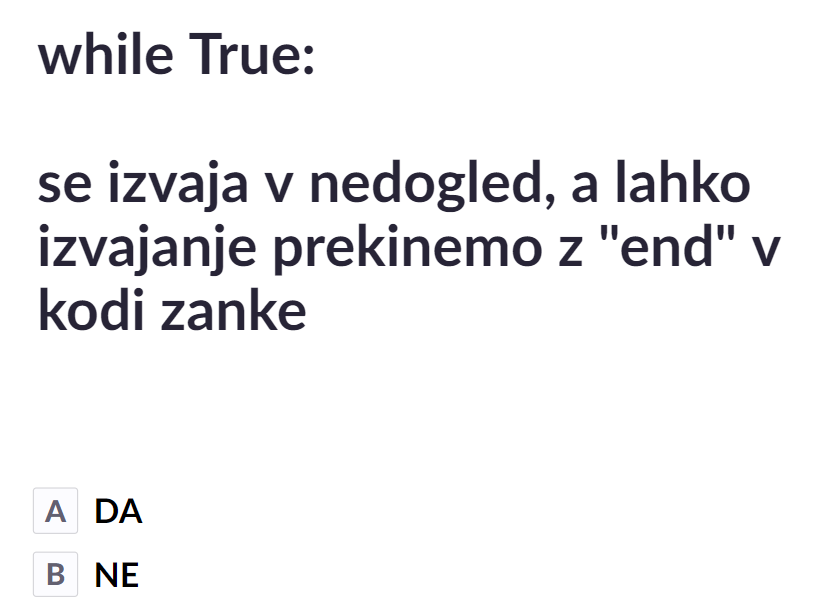 while True:
se izvaja v nedogled, a lahko
izvajanje prekinemo z "end" v
kodi zanke
A DA
B NE